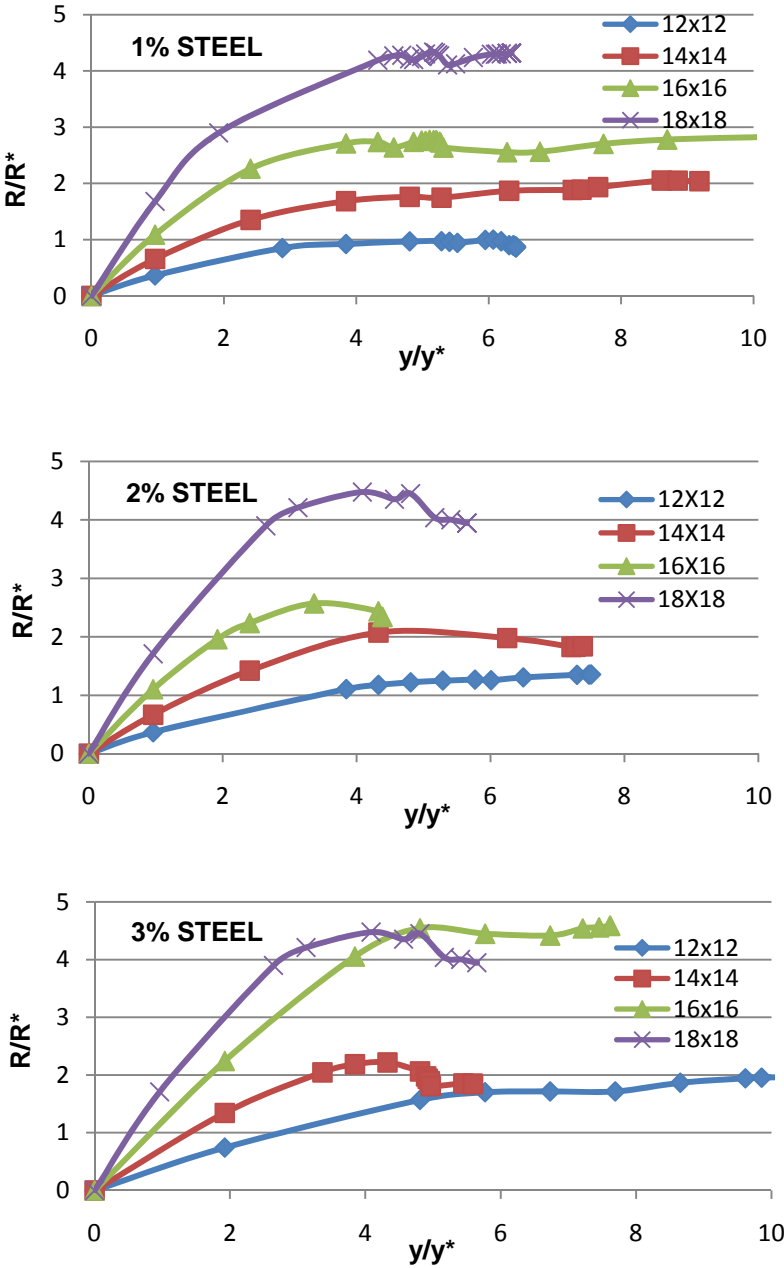 1% STEEL
5
4
3
2
1
0
R/R*
0 2 4 6 8 10
y/y*
12x12
14x14
16x16
18x18
2% STEEL
5
4
3
2
1
0
R/R*
0 2 4 6 8 10
y/y*
12X12
14X14
16X16
18X18
3% STEEL
5
4
3
2
1
0
R/R*
0 2 4 6 8 10
y/y*
12x12
14x14
16x16
18x18